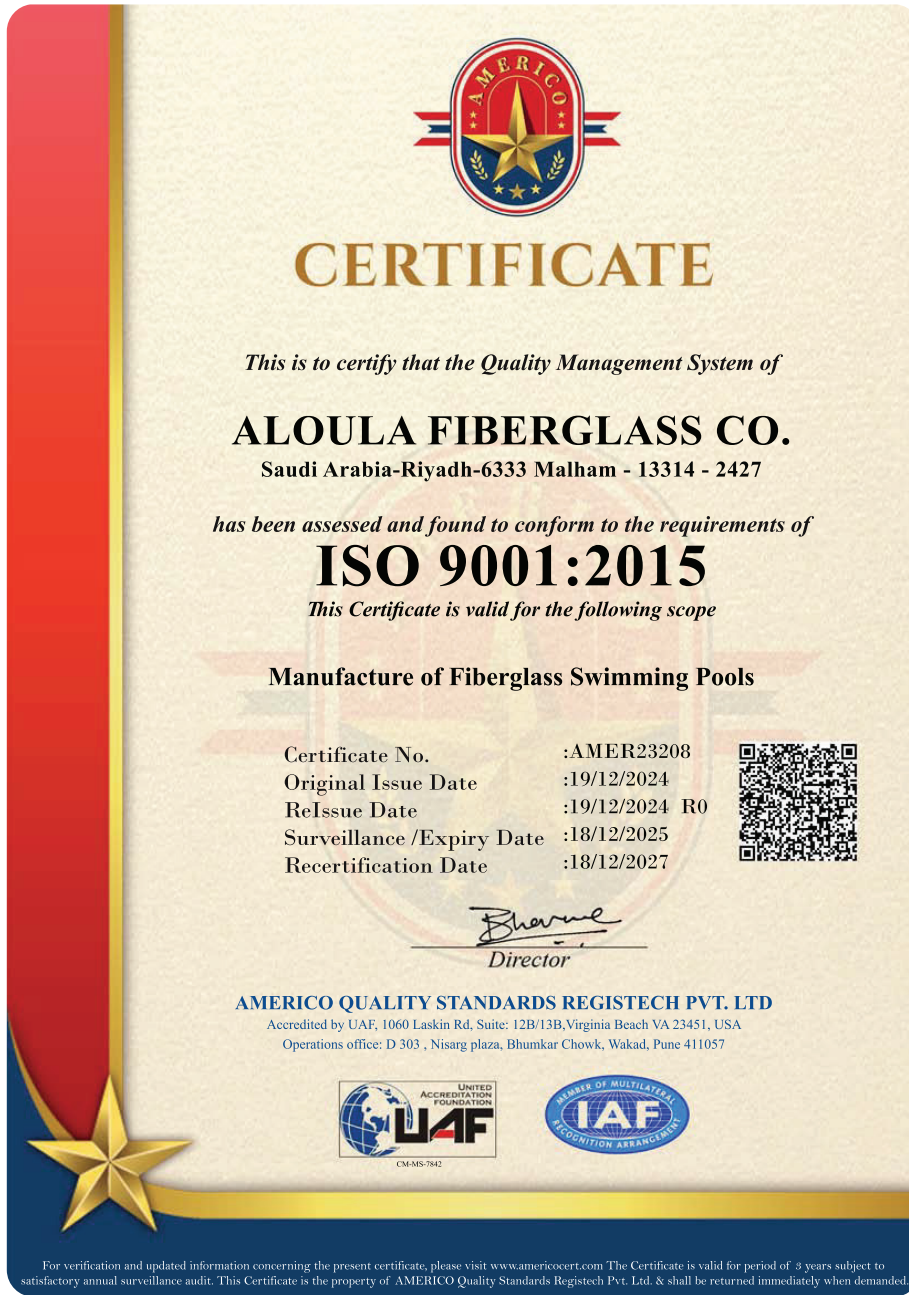 AMERICO
CERTIFICATE
This is to certify that the Quality Management System of
ALOULA FIBERGLASS CO.
Saudi Arabia-Riyadh-6333 Malham - 13314 - 2427
has been assessed and found to conform to the requirements of
ISO 9001:2015
This Certificate is valid for the following scope
Manufacture of Fiberglass Swimming Pools
Certificate No. :AMER23208
Original Issue Date :19/12/2024
ReIssue Date :19/12/2024 R0
Surveillance /Expiry Date :18/12/2025
Recertification Date :18/12/2027
Director
AMERICO QUALITY STANDARDS REGISTECH PVT. LTD
Accredited by UAF, 1060 Laskin Rd, Suite: 12B/13B,Virginia Beach VA 23451, USA
Operations office: D 303 , Nisarg plaza, Bhumkar Chowk, Wakad, Pune 411057
UNITED
ACCREDITATION
FOUNDATION
UAF
CM-MS-7842
MEMBER OF MULTILATERAL
IAF
RECOGNITION ARRANGEMENT
For verification and updated information concerning the present certificate, please visit www.americocert.com The Certificate is valid for period of 3 years subject to
satisfactory annual surveillance audit. This Certificate is the property of AMERICO Quality Standards Registech Pvt. Ltd. & shall be returned immediately when demanded.